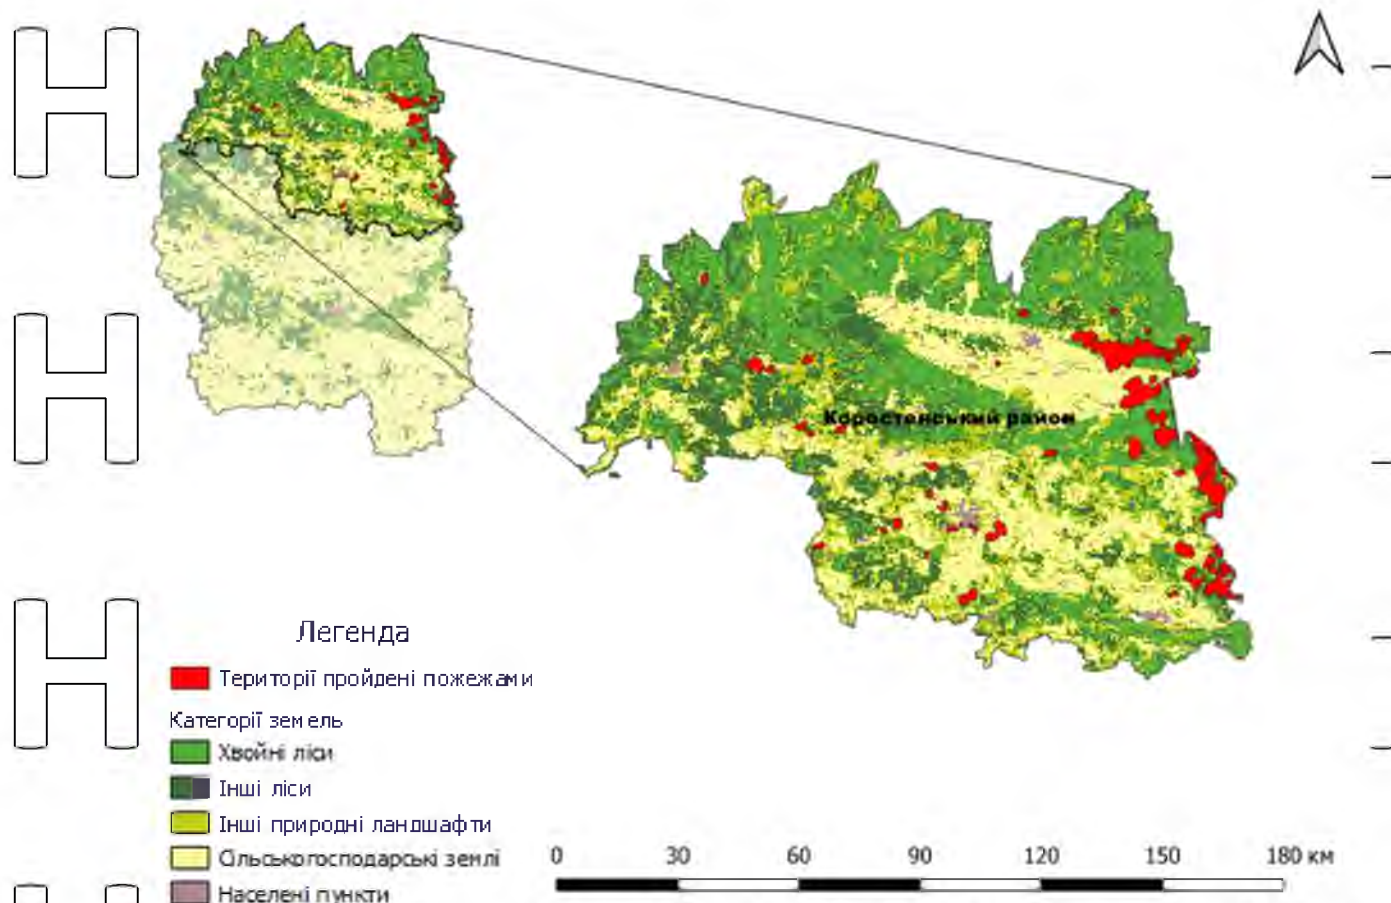 Коростенський район
Легенда
Території пройдені пожежами
Категорії земель
Хвойні ліси
Інші ліси
Інші природні ландшафти
Сільськогосподарські землі
Населені пункти
0 30 60 90 120 150 180 км